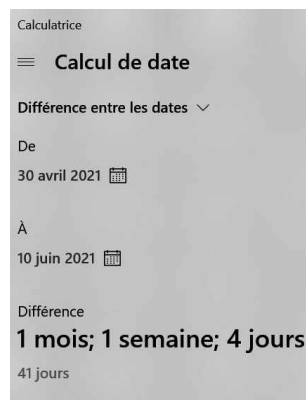 Calculatrice
Calcul de date
Différence entre les dates
De
30 avril 2021
À
10 juin 2021
Différence
1 mois; 1 semaine; 4 jours
41 jours